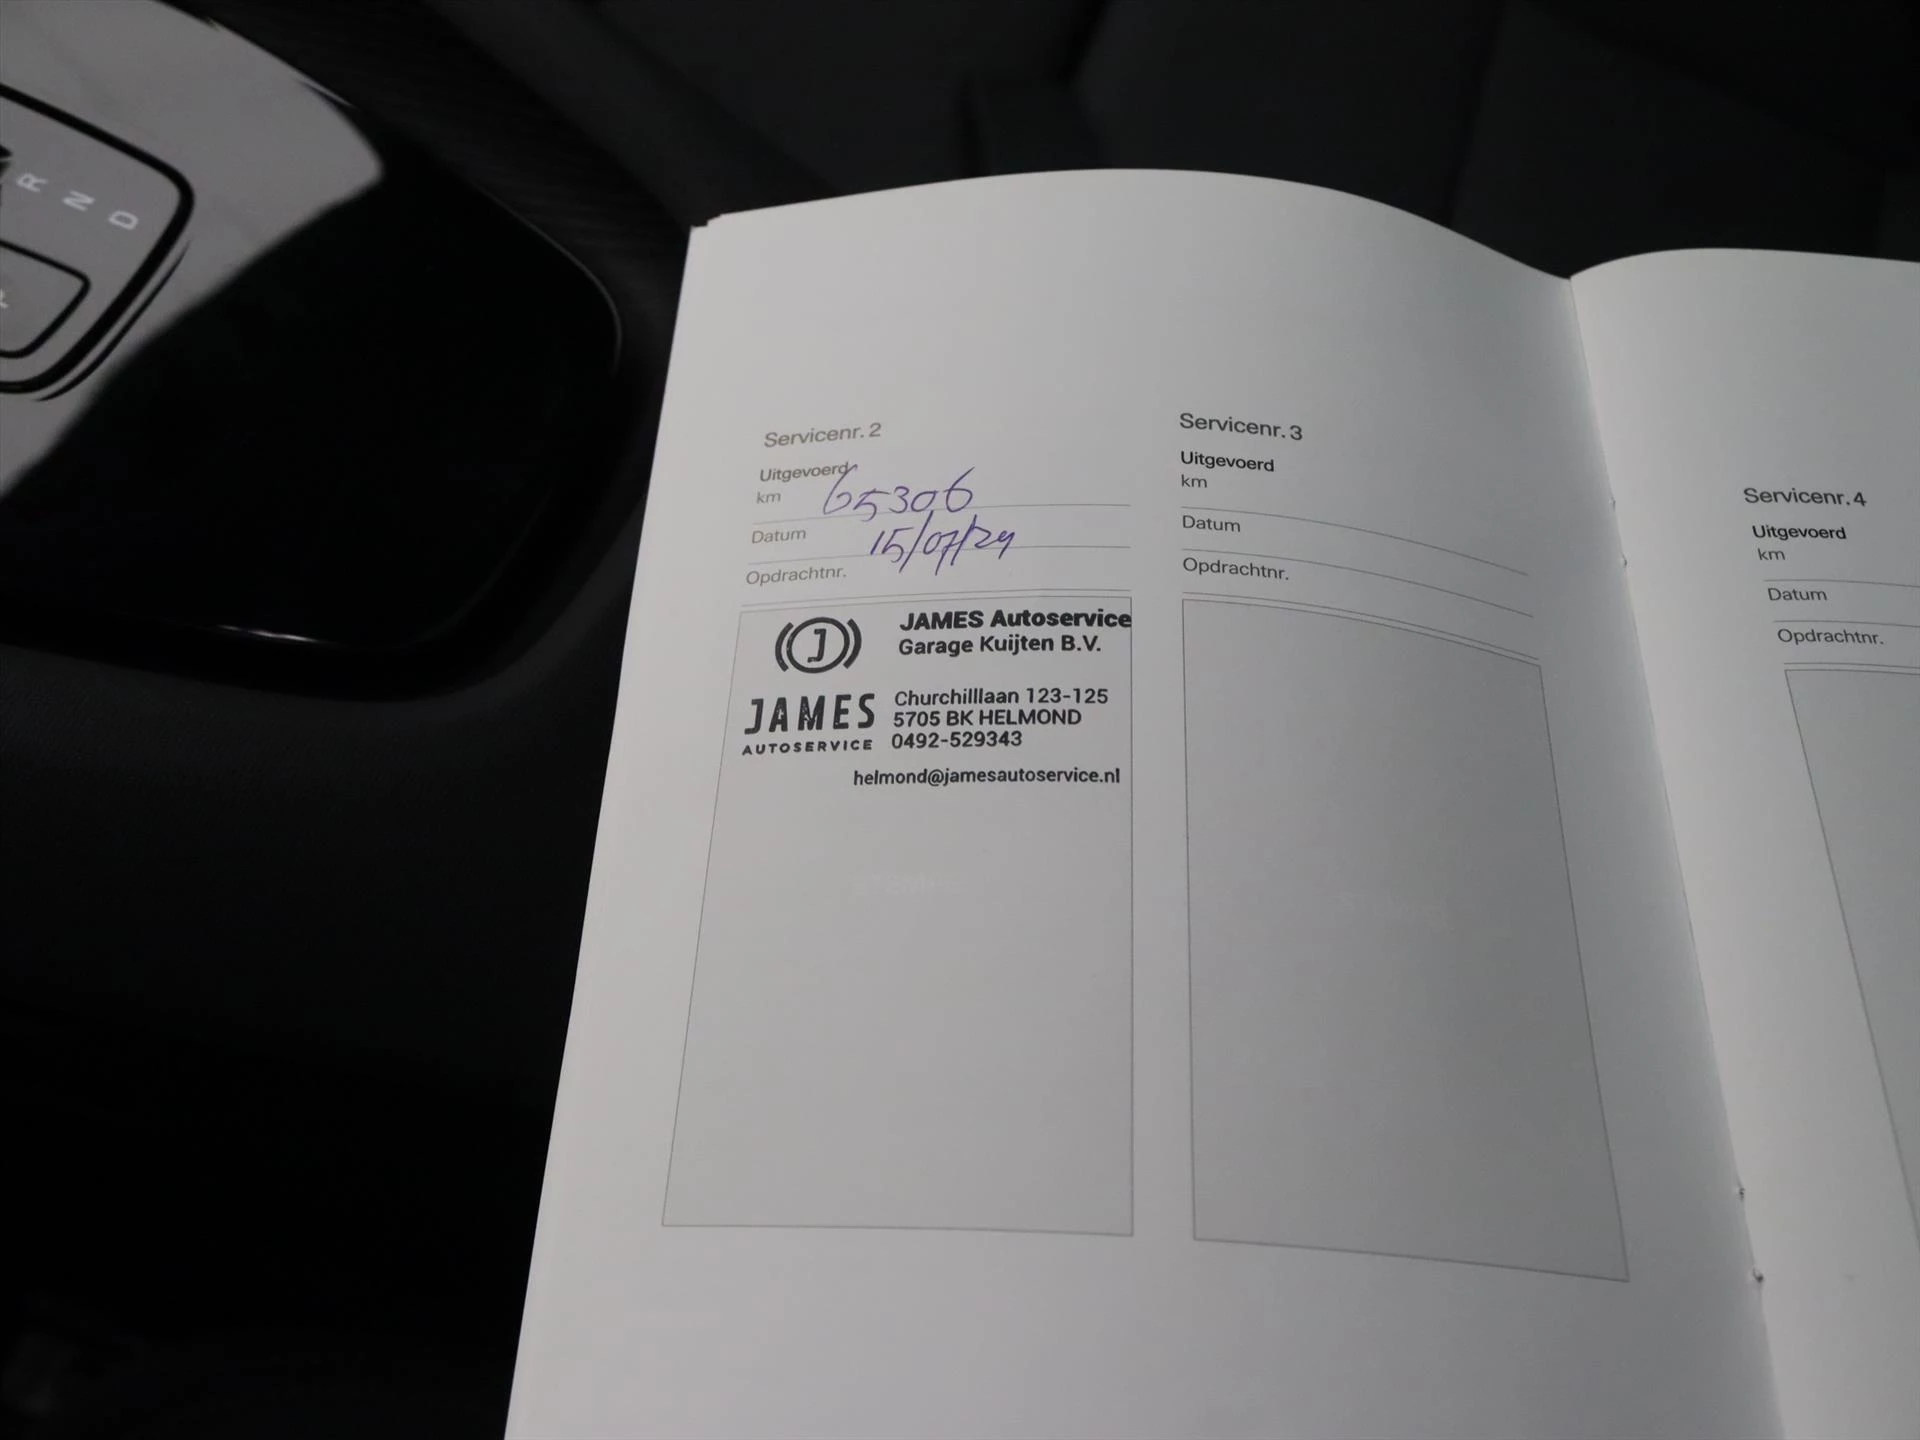 R
N
D
Servicenr. 2
Uitgevoerd
km 65306
Datum 15/07/24
Opdrachtnr.
J
JAMES
AUTOSERVICE
JAMES Autoservice
Garage Kuijten B.V.
Churchilllaan 123-125
5705 BK HELMOND
0492-529343
helmond@jamesautoservice.nl
Servicenr. 3
Uitgevoerd
km
Datum
Opdrachtnr.
Servicenr. 4
Uitgevoerd
km
Datum
Opdrachtnr.